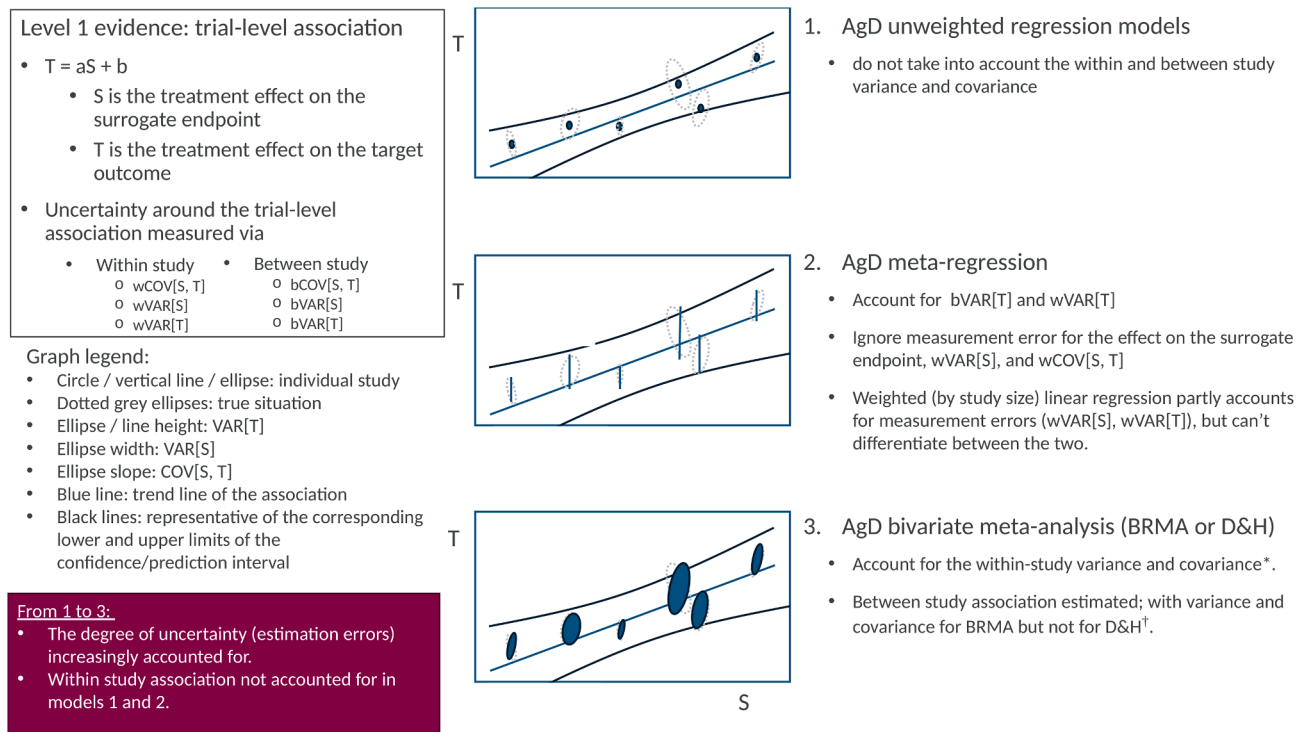 Level 1 evidence: trial-level association
• T = aS + b
• S is the treatment effect on the
surrogate endpoint
• T is the treatment effect on the target
outcome
• Uncertainty around the trial-level
association measured via
• Within study
o wCOV[S, T]
o wVAR[S]
o wVAR[T]
• Between study
o bCOV[S, T]
o bVAR[S]
o bVAR[T]
Graph legend:
• Circle / vertical line / ellipse: individual study
• Dotted grey ellipses: true situation
• Ellipse / line height: VAR[T]
• Ellipse width: VAR[S]
• Ellipse slope: COV[S, T]
• Blue line: trend line of the association
• Black lines: representative of the corresponding
lower and upper limits of the
confidence/prediction interval
From 1 to 3:
• The degree of uncertainty (estimation errors)
increasingly accounted for.
• Within study association not accounted for in
models 1 and 2.
T
T
T
S
1. AgD unweighted regression models
• do not take into account the within and between study
variance and covariance
2. AgD meta-regression
• Account for bVAR[T] and wVAR[T]
• Ignore measurement error for the effect on the surrogate
endpoint, wVAR[S], and wCOV[S, T]
• Weighted (by study size) linear regression partly accounts
for measurement errors (wVAR[S], wVAR[T]), but can’t
differentiate between the two.
3. AgD bivariate meta-analysis (BRMA or D&H)
• Account for the within-study variance and covariance*.
• Between study association estimated; with variance and
covariance for BRMA but not for D&H†.